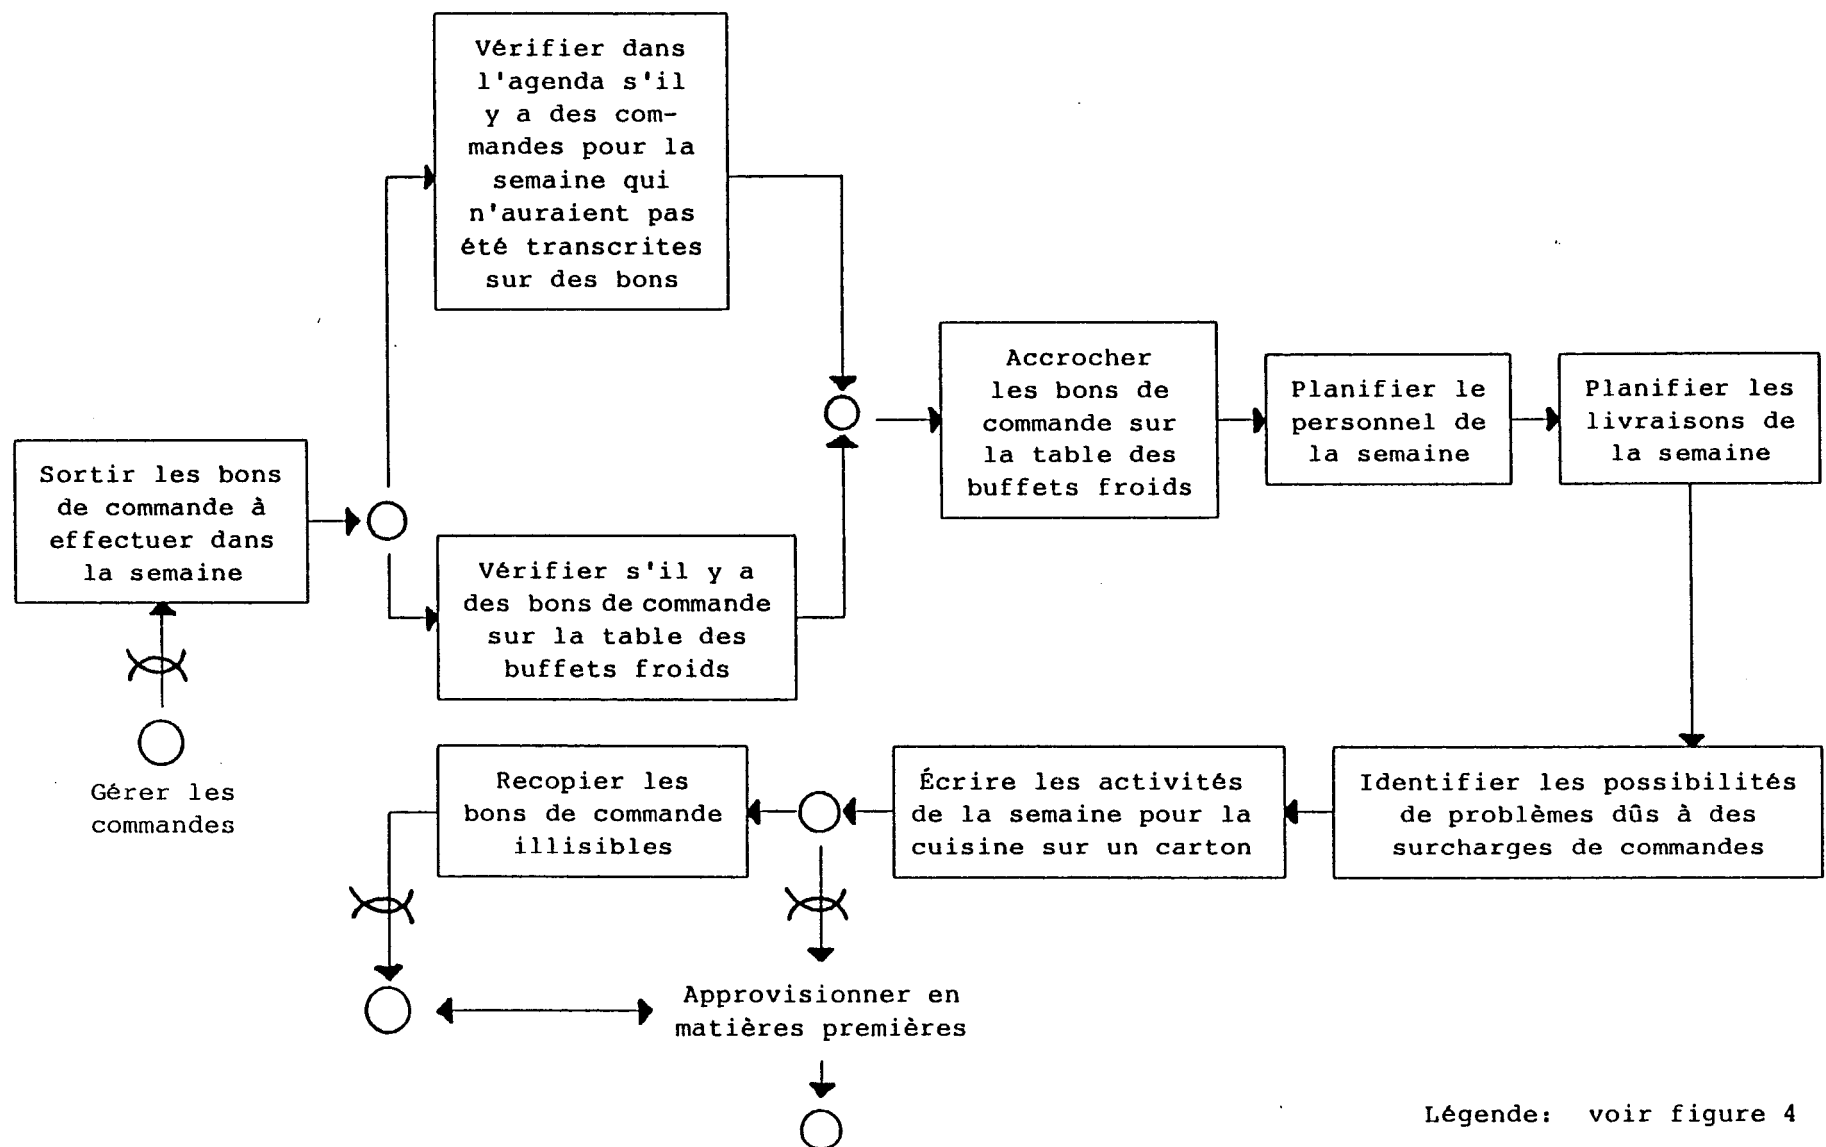 Vérifier dans
l'agenda s'il
y a des com-
mandes pour la
semaine qui
n'auraient pas
été transcrites
sur des bons
Accrocher
les bons de
commande sur
la table des
buffets froids
Planifier le
personnel de
la semaine
Planifier les
livraisons de
la semaine
Sortir les bons
de commande à
effectuer dans
la semaine
Vérifier s'il y a
des bons de commande
sur la table des
buffets froids
Gérer les
commandes
Recopier les
bons de commande
illisibles
Écrire les activités
de la semaine pour la
cuisine sur un carton
Identifier les possibilités
de problèmes dûs à des
surcharges de commandes
Approvisionner en
matières premières
Légende: voir figure 4